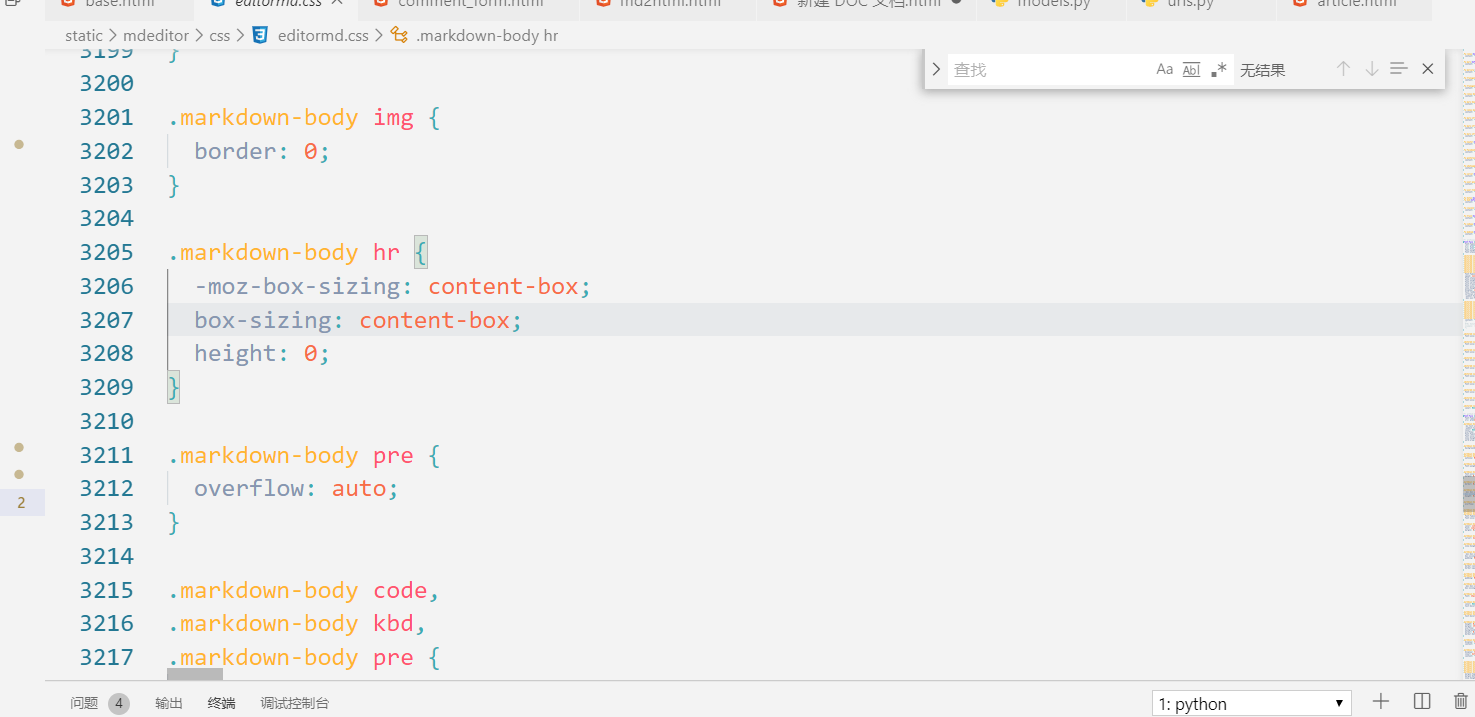 base.html editormd.css comment_form.html md2html.html 新建 DOC 文档.html models.py urls.py article.html
static > mdeditor > css > editormd.css > .markdown-body hr
3199 }
查找 Aa Abl .* 无结果
3200
3201 .markdown-body img {
3202 border: 0;
3203 }
3204
3205 .markdown-body hr {
3206 -moz-box-sizing: content-box;
3207 box-sizing: content-box;
3208 height: 0;
3209 }
3210
3211 .markdown-body pre {
3212 overflow: auto;
2
3213 }
3214
3215 .markdown-body code,
3216 .markdown-body kbd,
3217 .markdown-body pre {
问题 4 输出 终端 调试控制台 1: python